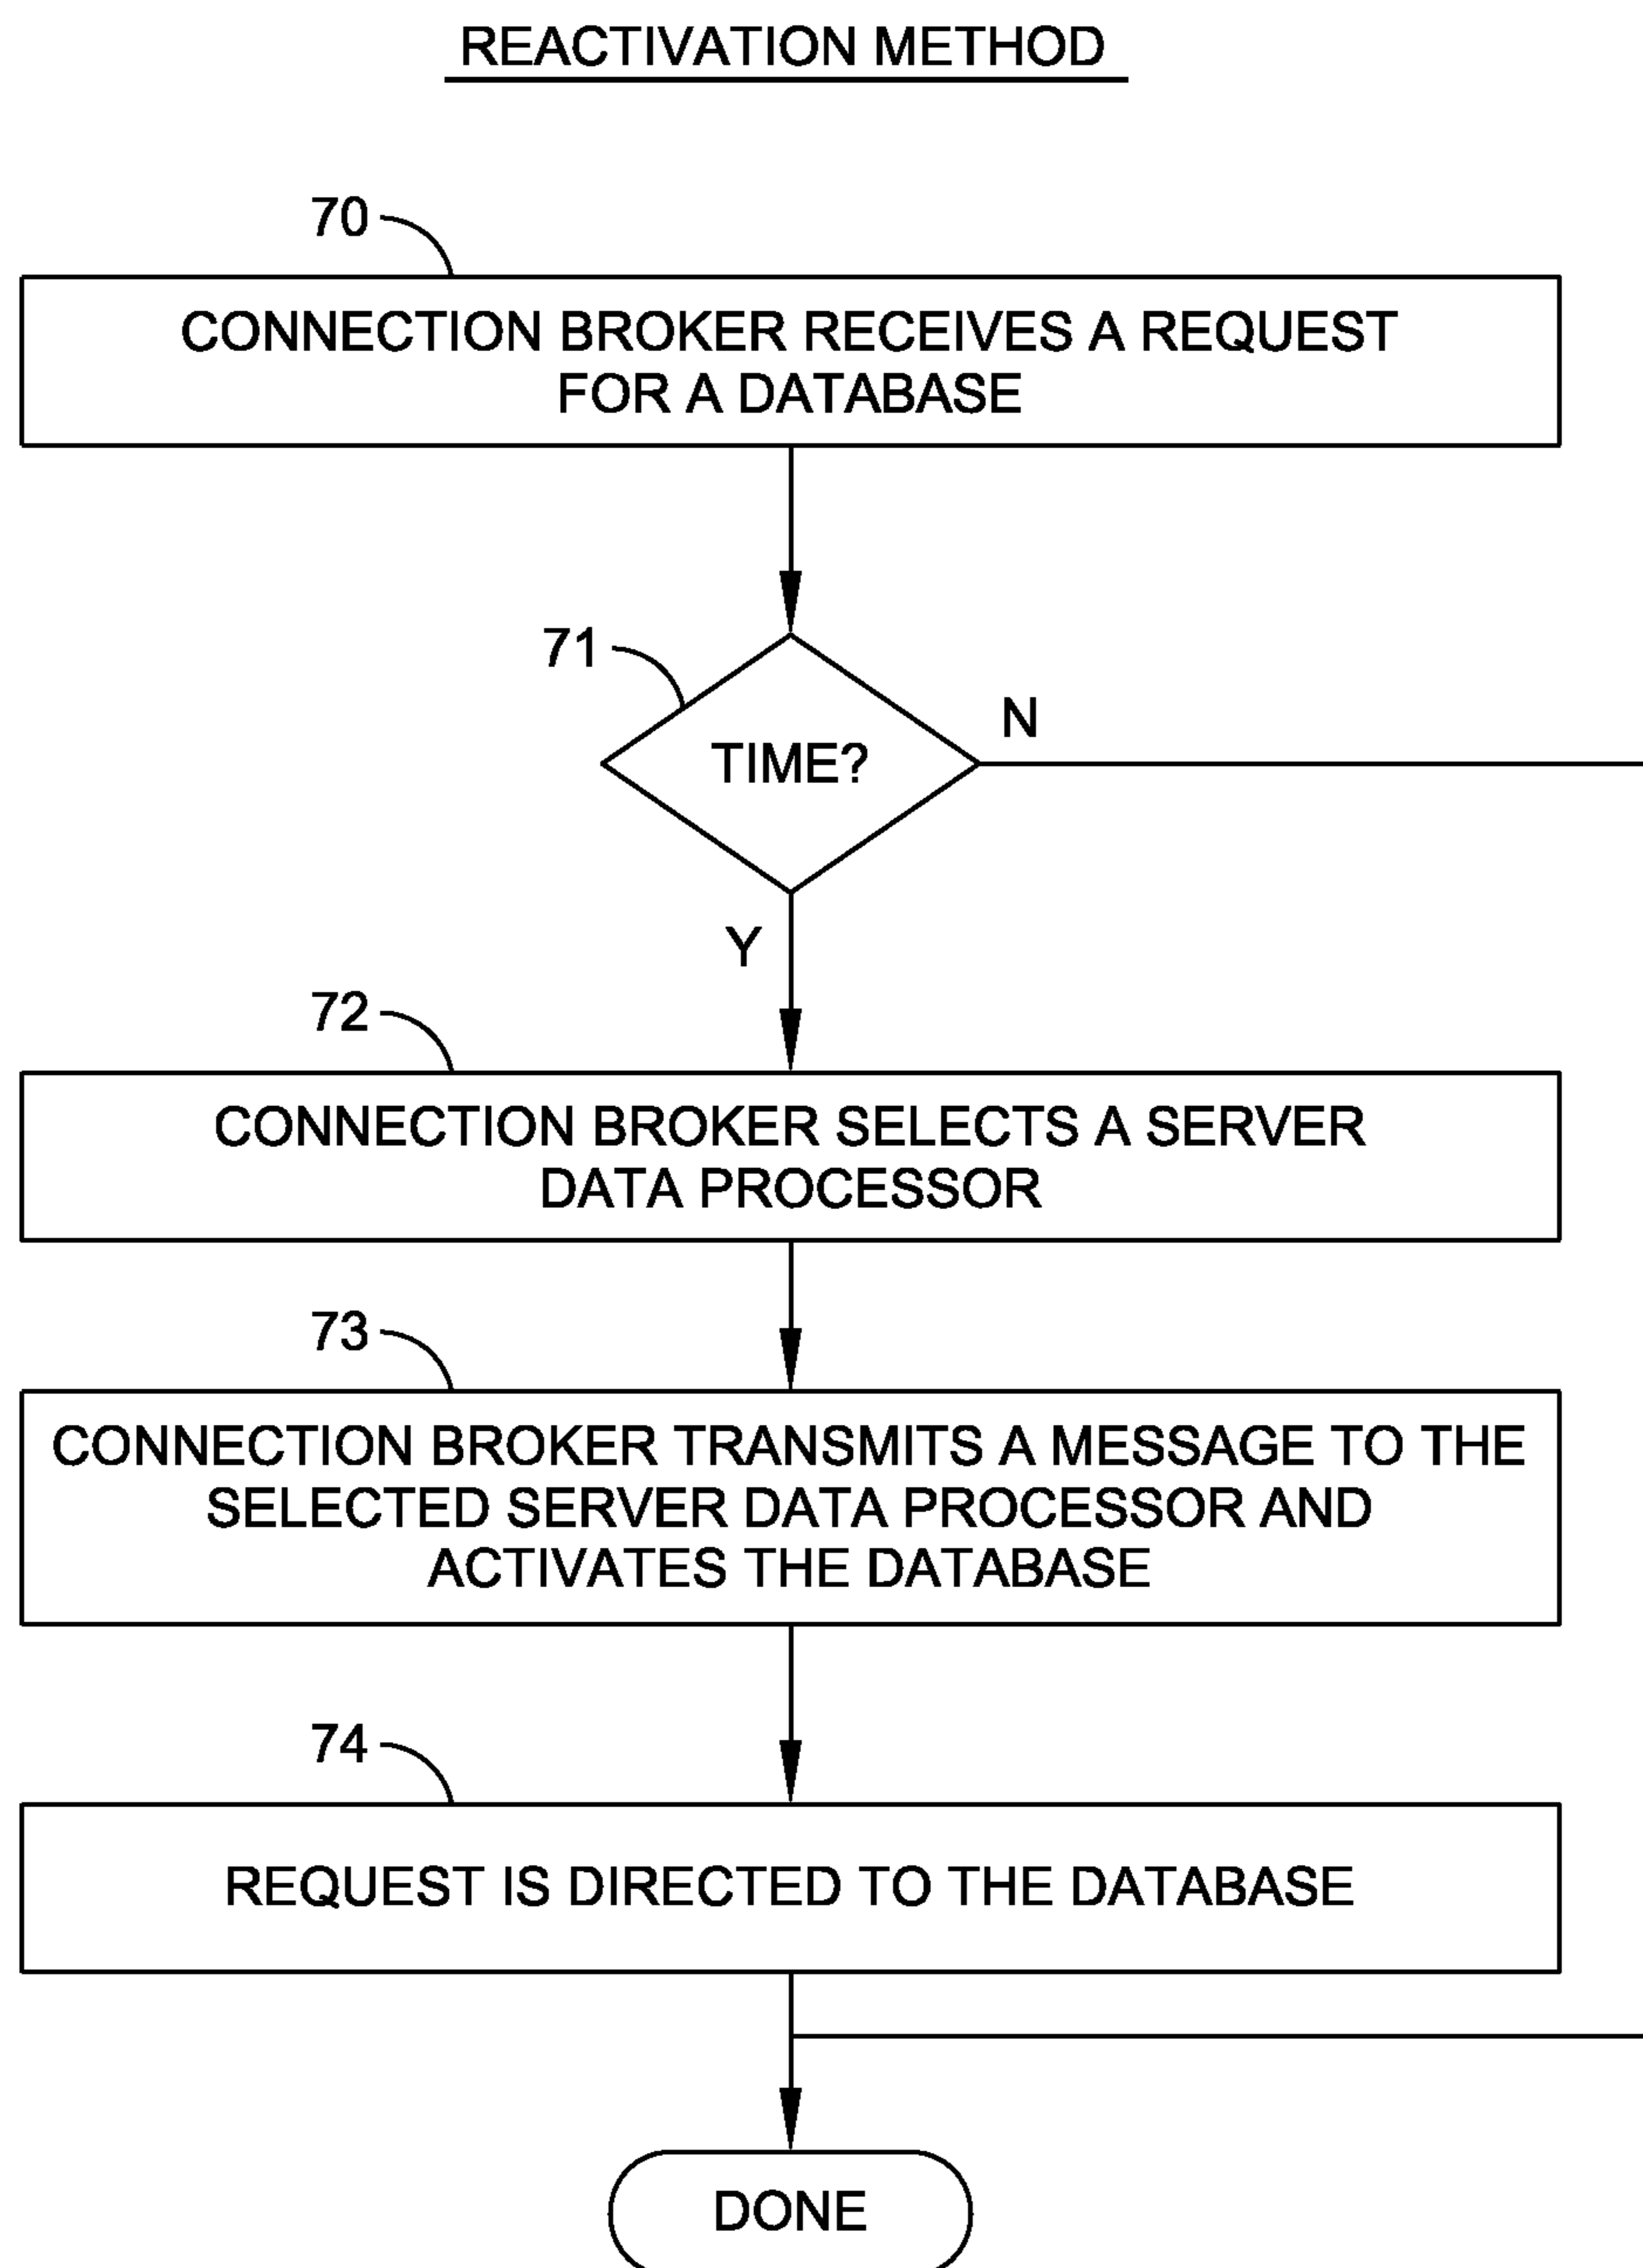 REACTIVATION METHOD
70
CONNECTION BROKER RECEIVES A REQUEST
FOR A DATABASE
71
TIME?
N
Y
72
CONNECTION BROKER SELECTS A SERVER
DATA PROCESSOR
73
CONNECTION BROKER TRANSMITS A MESSAGE TO THE
SELECTED SERVER DATA PROCESSOR AND
ACTIVATES THE DATABASE
74
REQUEST IS DIRECTED TO THE DATABASE
DONE